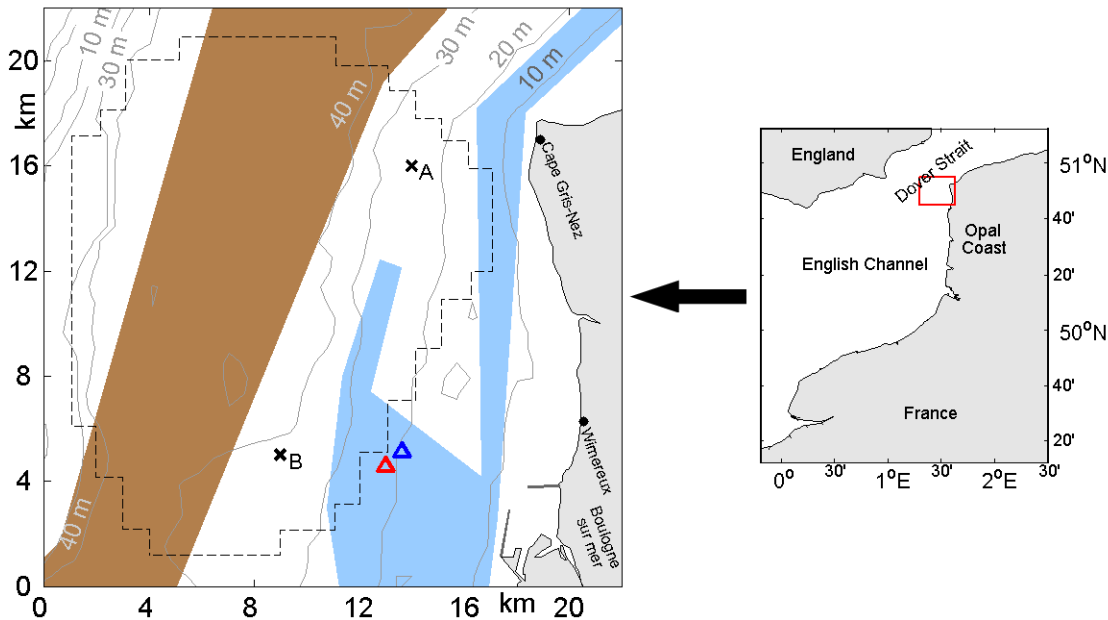 10 m
30 m
40 m
30 m
20 m
10 m
40 m
km
20
16
12
8
4
0
A
B
Cape Gris-Nez
Wimereux
Boulogne
sur mer
0
4
8
12
16
km
20
England
Dover Strait
English Channel
Opal
Coast
France
51°N
40'
20'
50°N
40'
20'
0°
30'
1°E
30'
2°E
30'